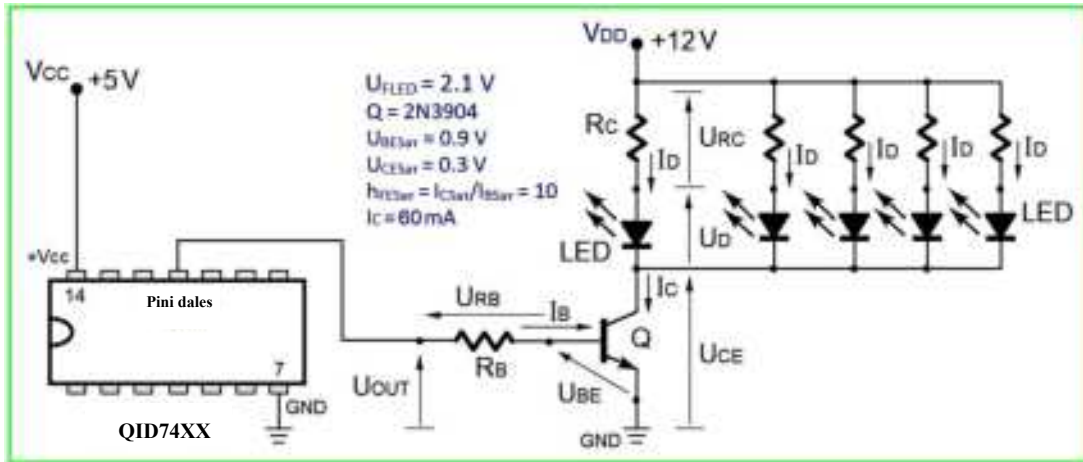 VDD +12V
VCC +5V
UFLED = 2.1 V
Q = 2N3904
UBESat = 0.9 V
UCESat = 0.3 V
hFESat = ICSat/IBSat = 10
IC = 60mA
RC
URC
ID
ID
ID
ID
ID
LED
UD
LED
+Vcc
14
Pini dales
7
GND
QID74XX
URB
IB
RB
UOUT
UBE
Q
IC
UCE
GND